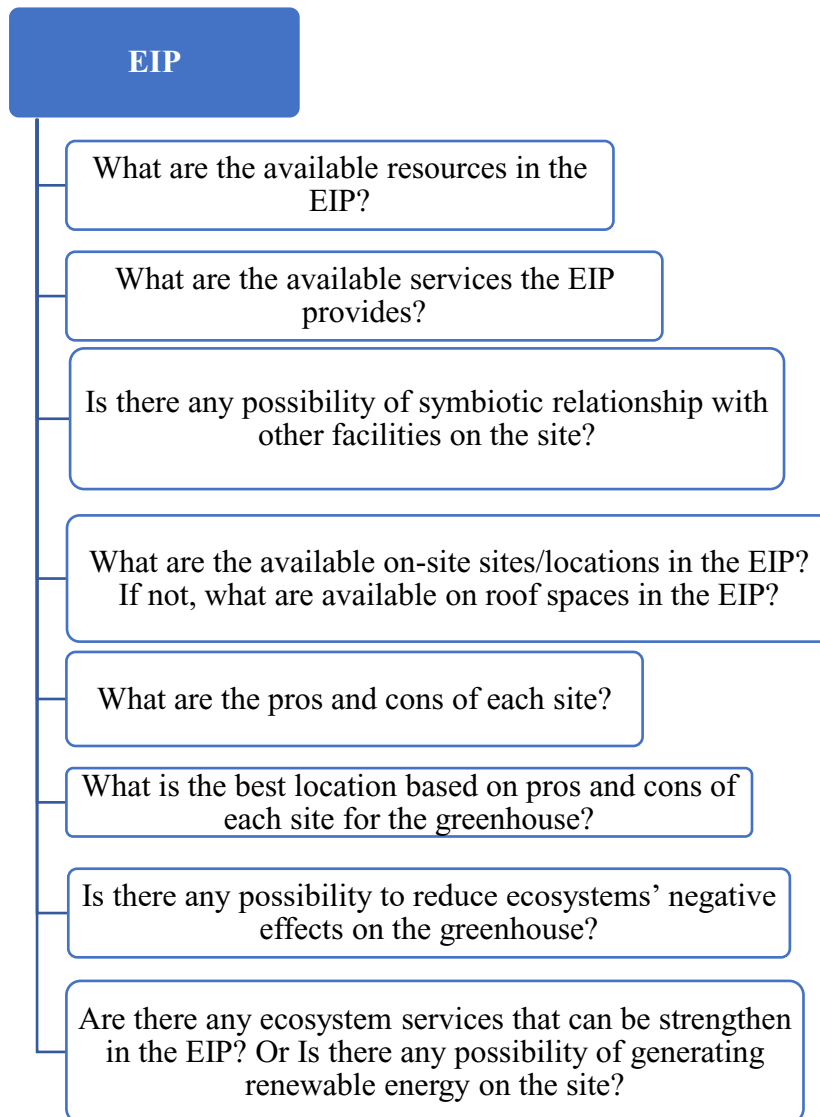 EIP
What are the available resources in the
EIP?
What are the available services the EIP
provides?
Is there any possibility of symbiotic relationship with
other facilities on the site?
What are the available on-site sites/locations in the EIP?
If not, what are available on roof spaces in the EIP?
What are the pros and cons of each site?
What is the best location based on pros and cons of
each site for the greenhouse?
Is there any possibility to reduce ecosystems’ negative
effects on the greenhouse?
Are there any ecosystem services that can be strengthen
in the EIP? Or Is there any possibility of generating
renewable energy on the site?